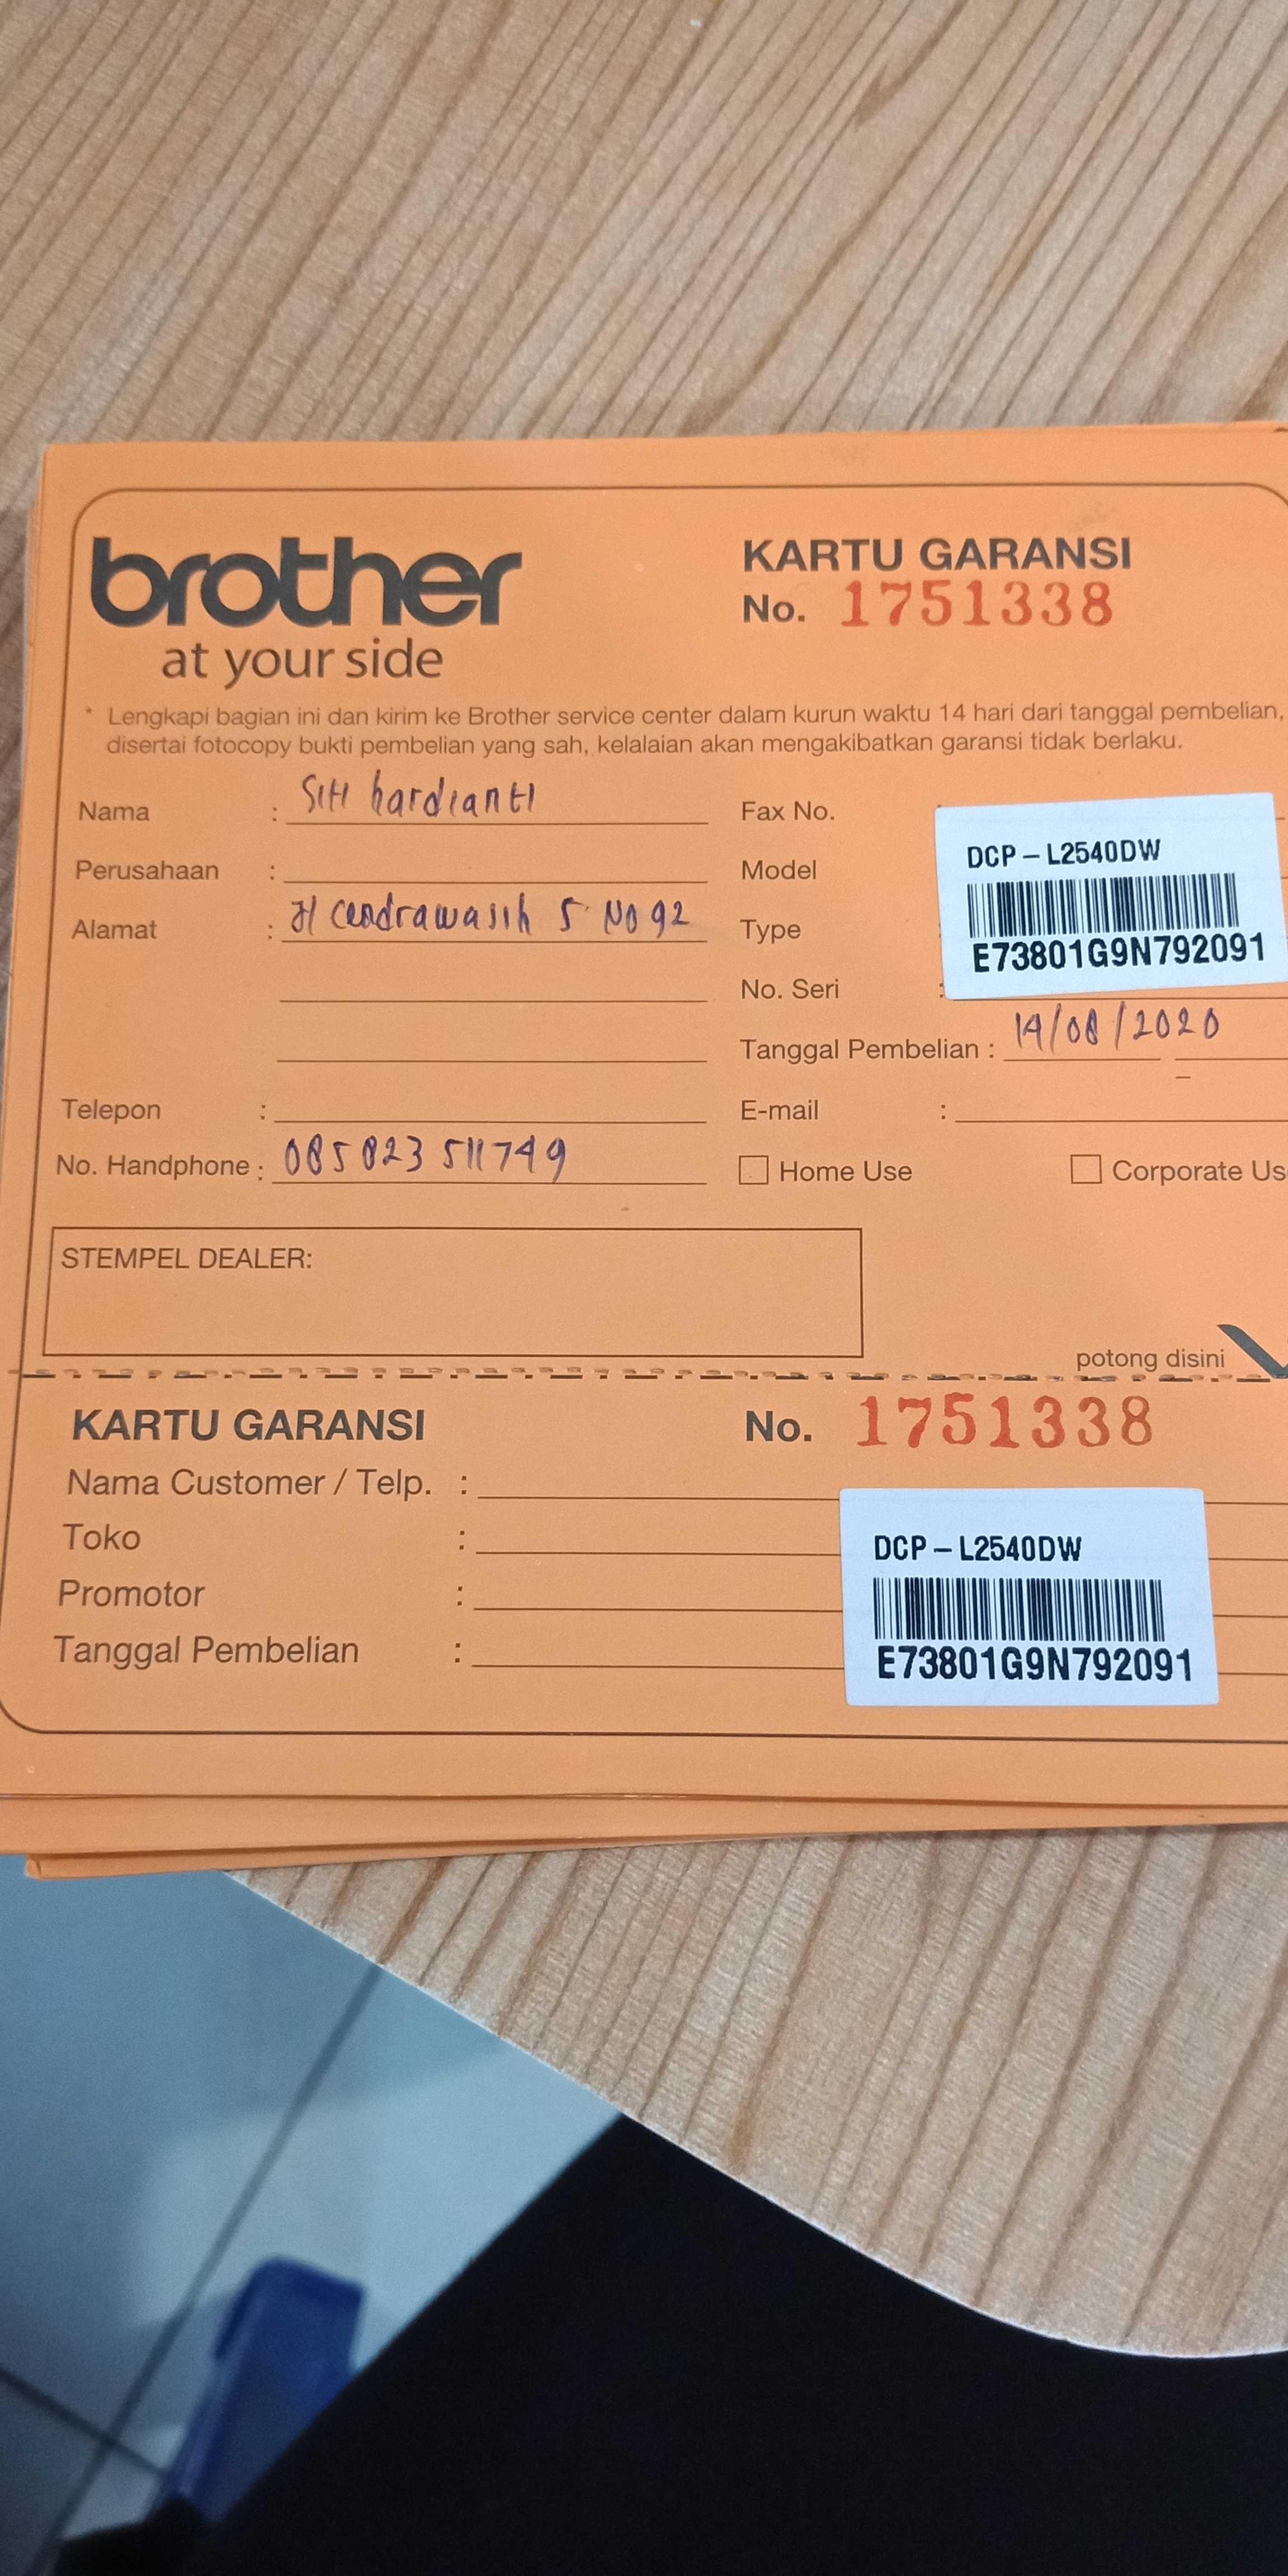 brother
at your side
KARTU GARANSI
No. 1751338
* Lengkapi bagian ini dan kirim ke Brother service center dalam kurun waktu 14 hari dari tanggal pembelian,
disertai fotocopy bukti pembelian yang sah, kelalaian akan mengakibatkan garansi tidak berlaku.
Nama : Siti hardianti
Perusahaan :
Alamat : Jl Cendrawasih 5 No 92
Telepon :
No. Handphone : 085823511749
Fax No. :
Model
Type
No. Seri :
DCP-L2540DW
E73801G9N792091
Tanggal Pembelian : 14/08/2020
E-mail :
Home Use
Corporate Us
STEMPEL DEALER:
potong disini
KARTU GARANSI
No. 1751338
Nama Customer / Telp. :
Toko :
Promotor :
Tanggal Pembelian :
DCP-L2540DW
E73801G9N792091